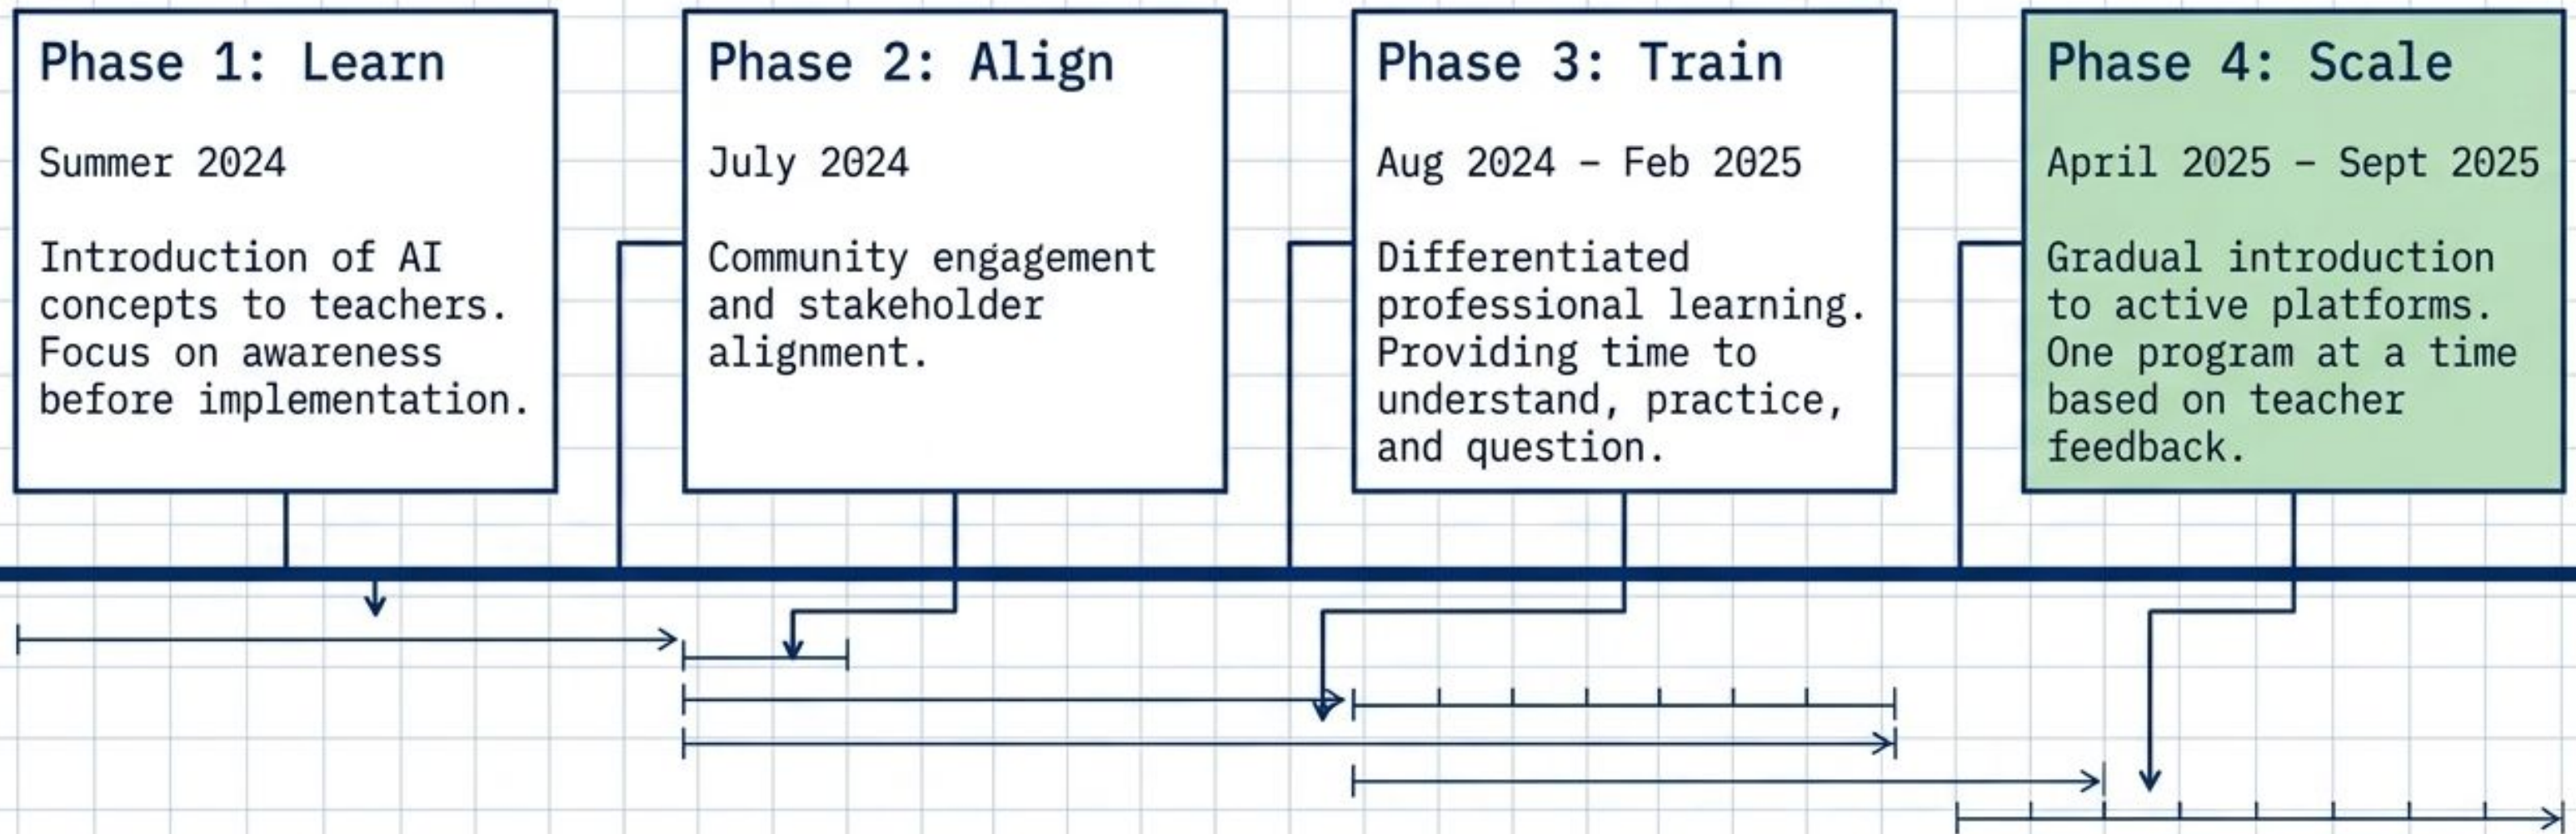 Phase 1: Learn
Summer 2024
Introduction of AI
concepts to teachers.
Focus on awareness
before implementation.
Phase 2: Align
July 2024
Community engagement
and stakeholder
alignment.
Phase 3: Train
Aug 2024 – Feb 2025
Differentiated
professional learning.
Providing time to
understand, practice,
and question.
Phase 4: Scale
April 2025 – Sept 2025
Gradual introduction
to active platforms.
One program at a time
based on teacher
feedback.